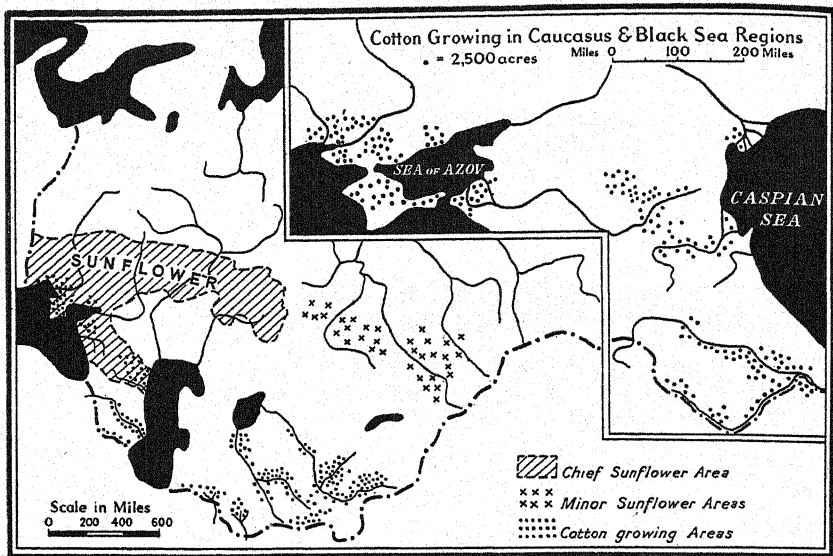 Cotton Growing in Caucasus & Black Sea Regions
• = 2,500 acres
Miles 0 100 200 Miles
SEA OF AZOV
CASPIAN
SEA
SUNFLOWER
Chief Sunflower Area
Minor Sunflower Areas
Cotton growing Areas
Scale in Miles
0 200 400 600